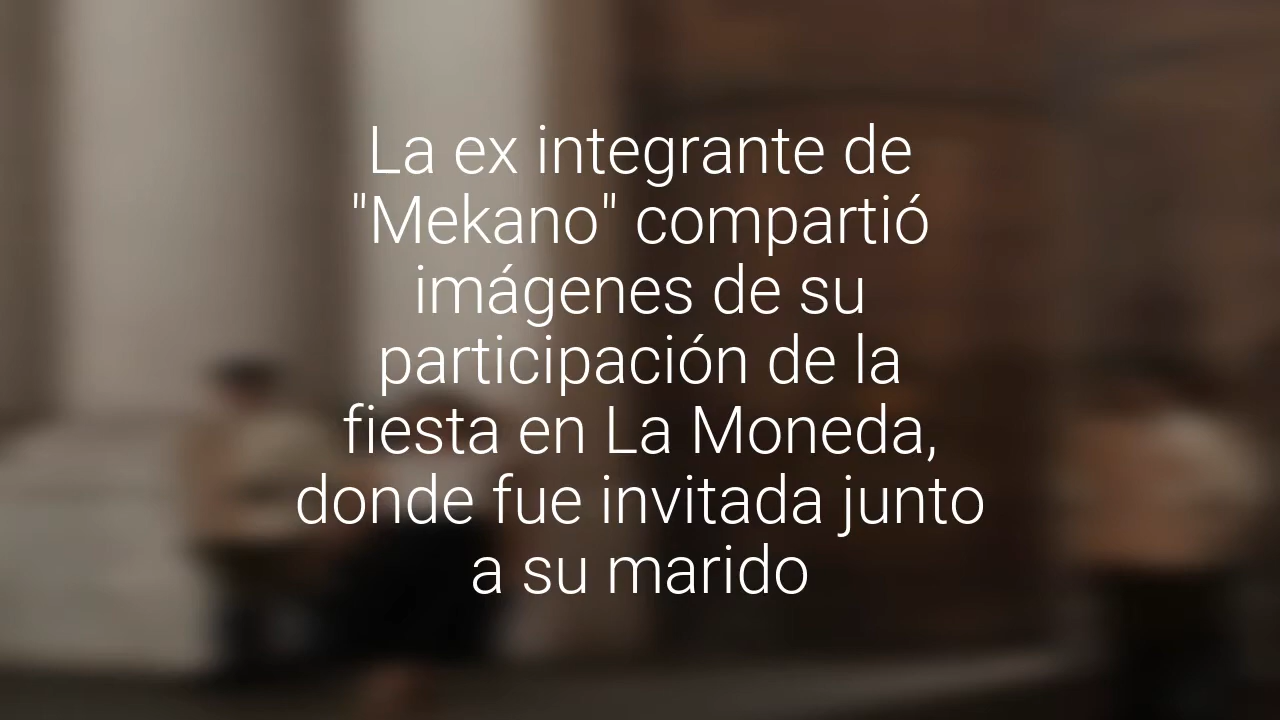 La ex integrante de
"Mekano" compartió
imágenes de su
participación de la
fiesta en La Moneda,
donde fue invitada junto
a su marido